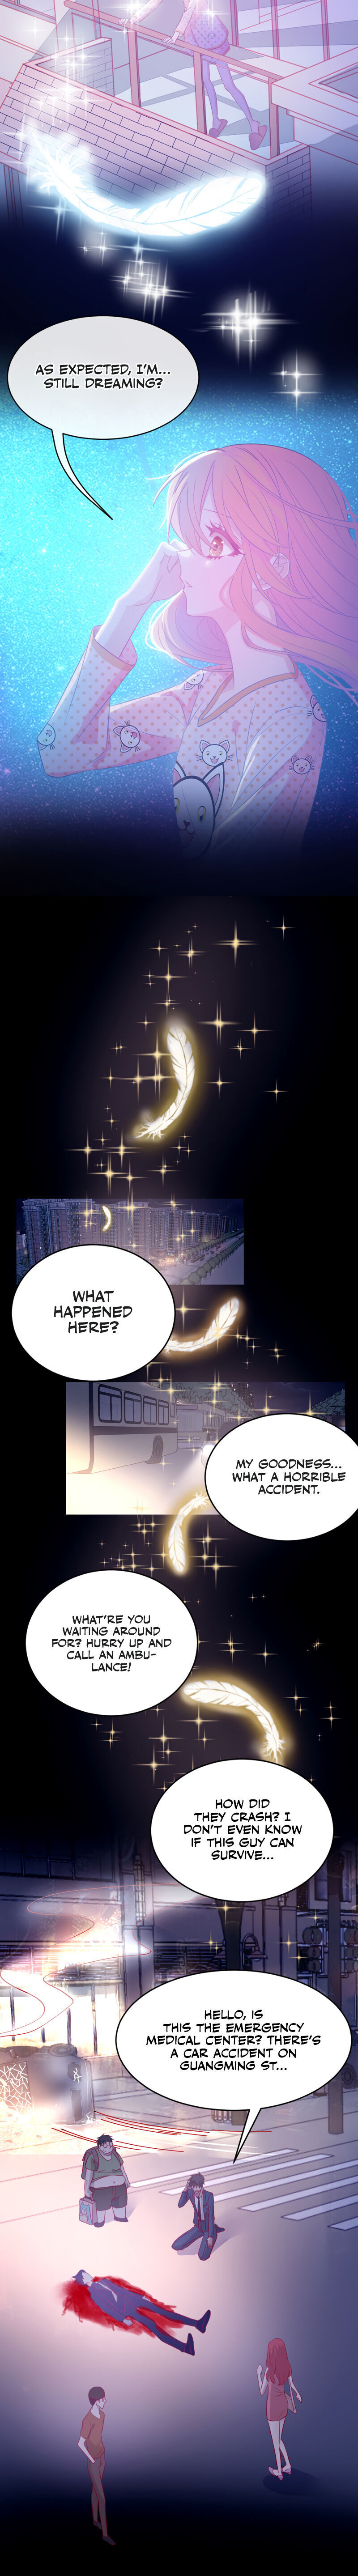 AS EXPECTED, I'M...
STILL DREAMING?
WHAT
HAPPENED
HERE?
MY GOODNESS...
WHAT A HORRIBLE
ACCIDENT.
WHAT'RE YOU
WAITING AROUND
FOR? HURRY UP AND
CALL AN AMBU-
LANCE!
HOW DID
THEY CRASH? I
DON'T EVEN KNOW
IF THIS GUY CAN
SURVIVE...
HELLO, IS
THIS THE EMERGENCY
MEDICAL CENTER? THERE'S
A CAR ACCIDENT ON
GUANGMING ST...